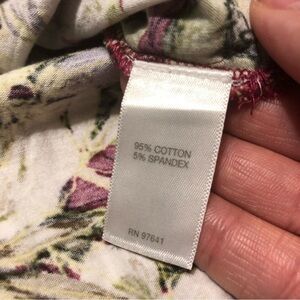 95% COTTON
5% SPANDEX
RN 97641